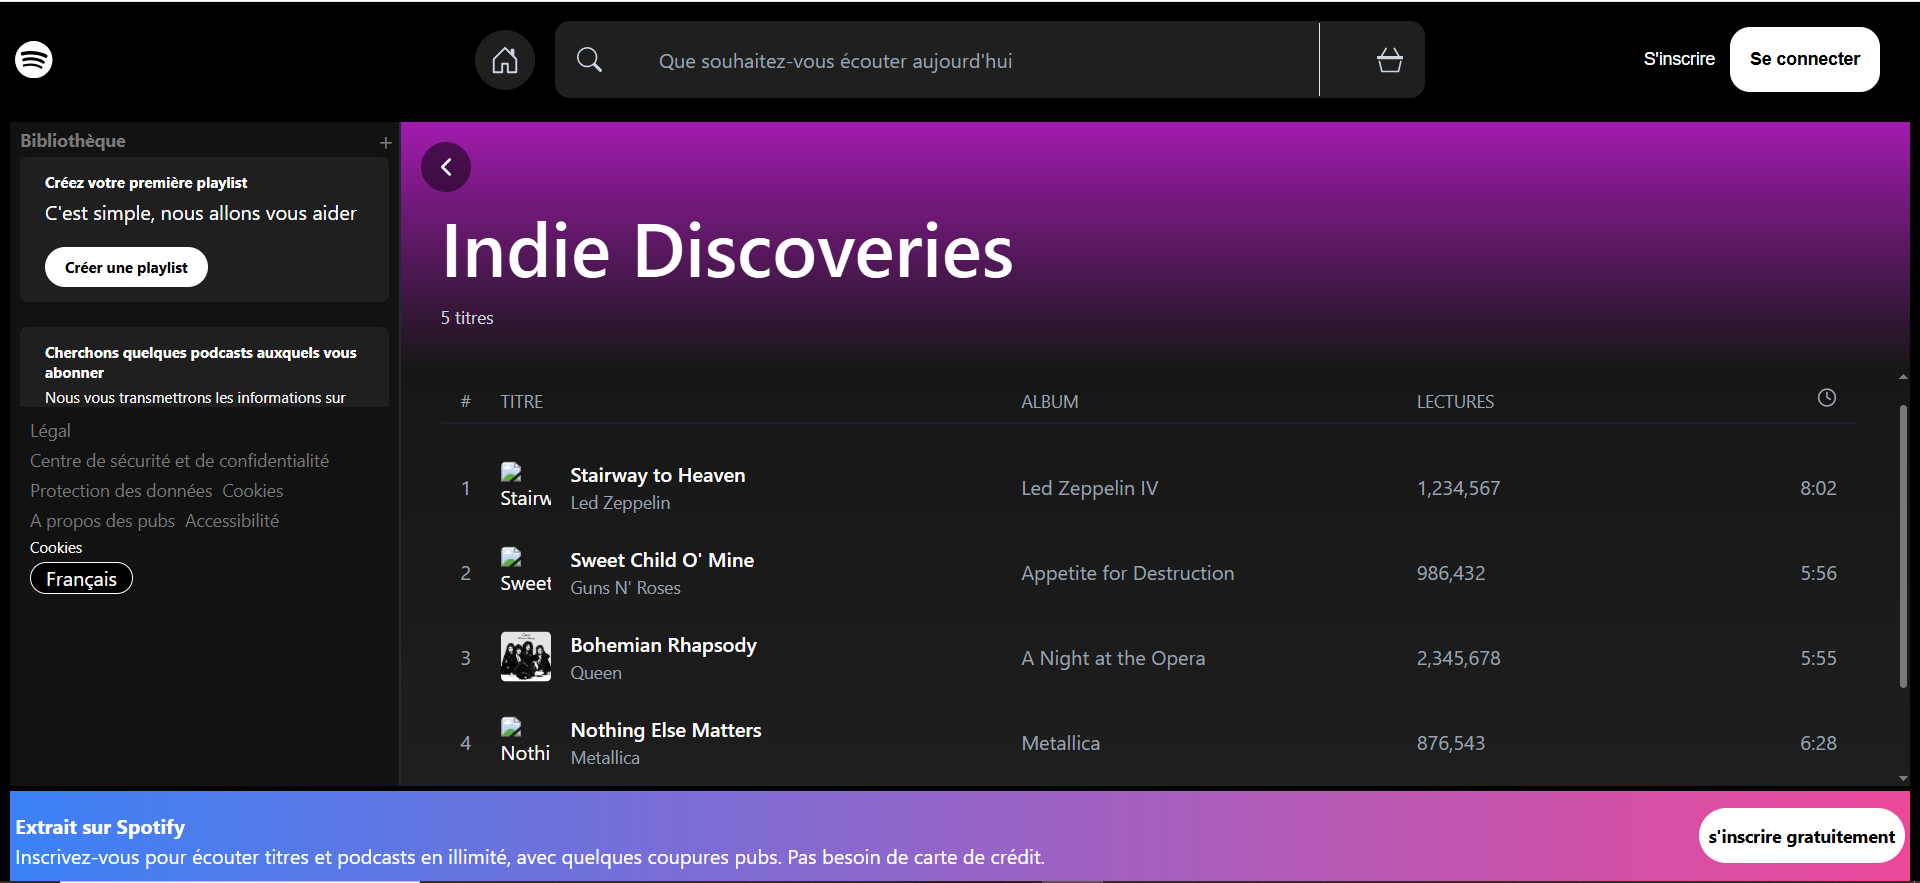 Que souhaitez-vous écouter aujourd'hui
S'inscrire
Se connecter
Bibliothèque +
Créez votre première playlist
C'est simple, nous allons vous aider
Créer une playlist
Cherchons quelques podcasts auxquels vous
abonner
Nous vous transmettrons les informations sur
Légal
Centre de sécurité et de confidentialité
Protection des données Cookies
A propos des pubs Accessibilité
Cookies
Français
Indie Discoveries
5 titres
# TITRE ALBUM LECTURES
1 Stairw Stairway to Heaven Led Zeppelin IV 1,234,567 8:02
Led Zeppelin
2 Sweet Sweet Child O' Mine Appetite for Destruction 986,432 5:56
Guns N' Roses
3 Bohemian Rhapsody A Night at the Opera 2,345,678 5:55
Queen
4 Nothi Nothing Else Matters Metallica 876,543 6:28
Metallica
Extrait sur Spotify
Inscrivez-vous pour écouter titres et podcasts en illimité, avec quelques coupures pubs. Pas besoin de carte de crédit.
s'inscrire gratuitement